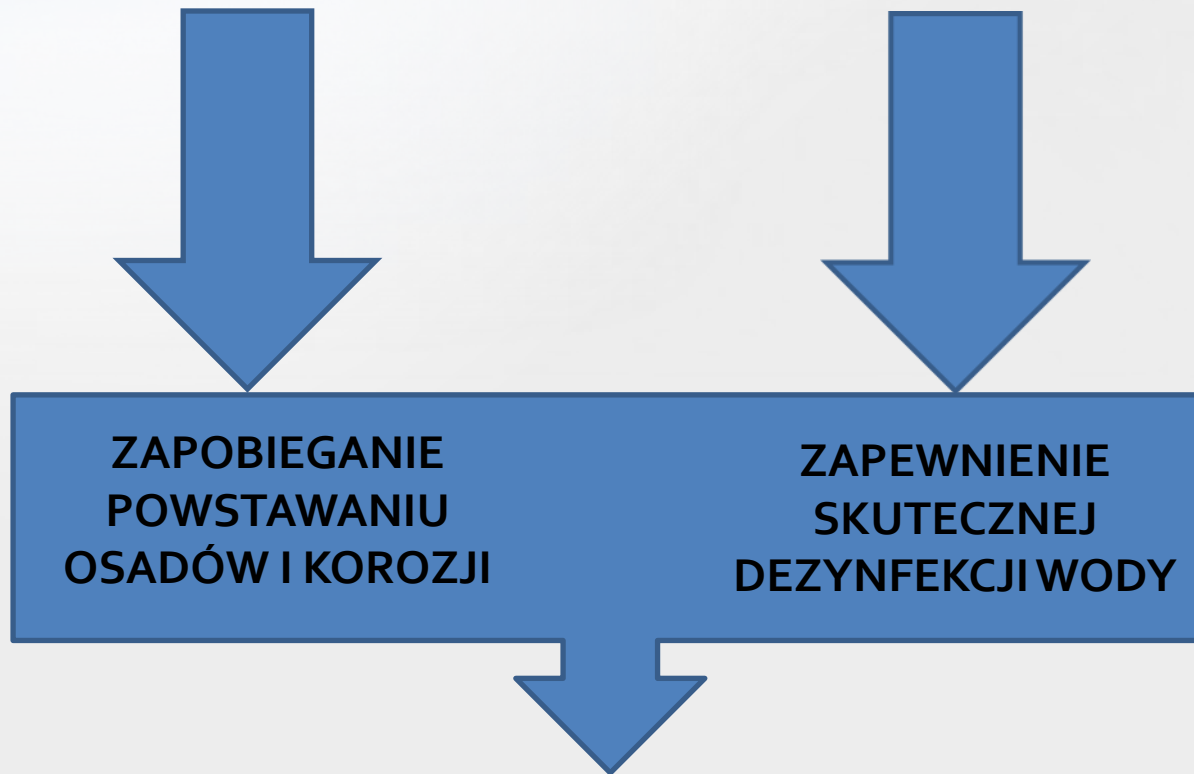 ZAPOBIEGANIE
POWSTAWANIU
OSADÓW I KOROZJI
ZAPEWNIENIE
SKUTECZNEJ
DEZYNFEKCJI WODY